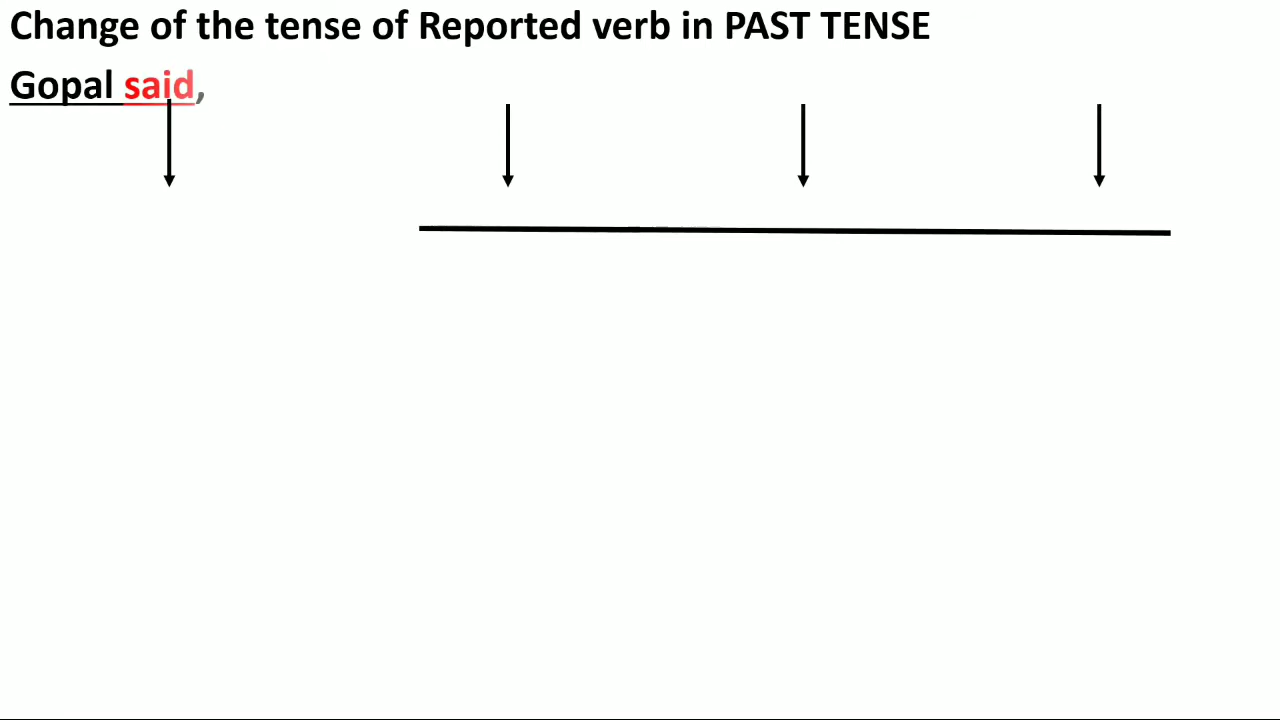 Change of the tense of Reported verb in PAST TENSE
Gopal said,